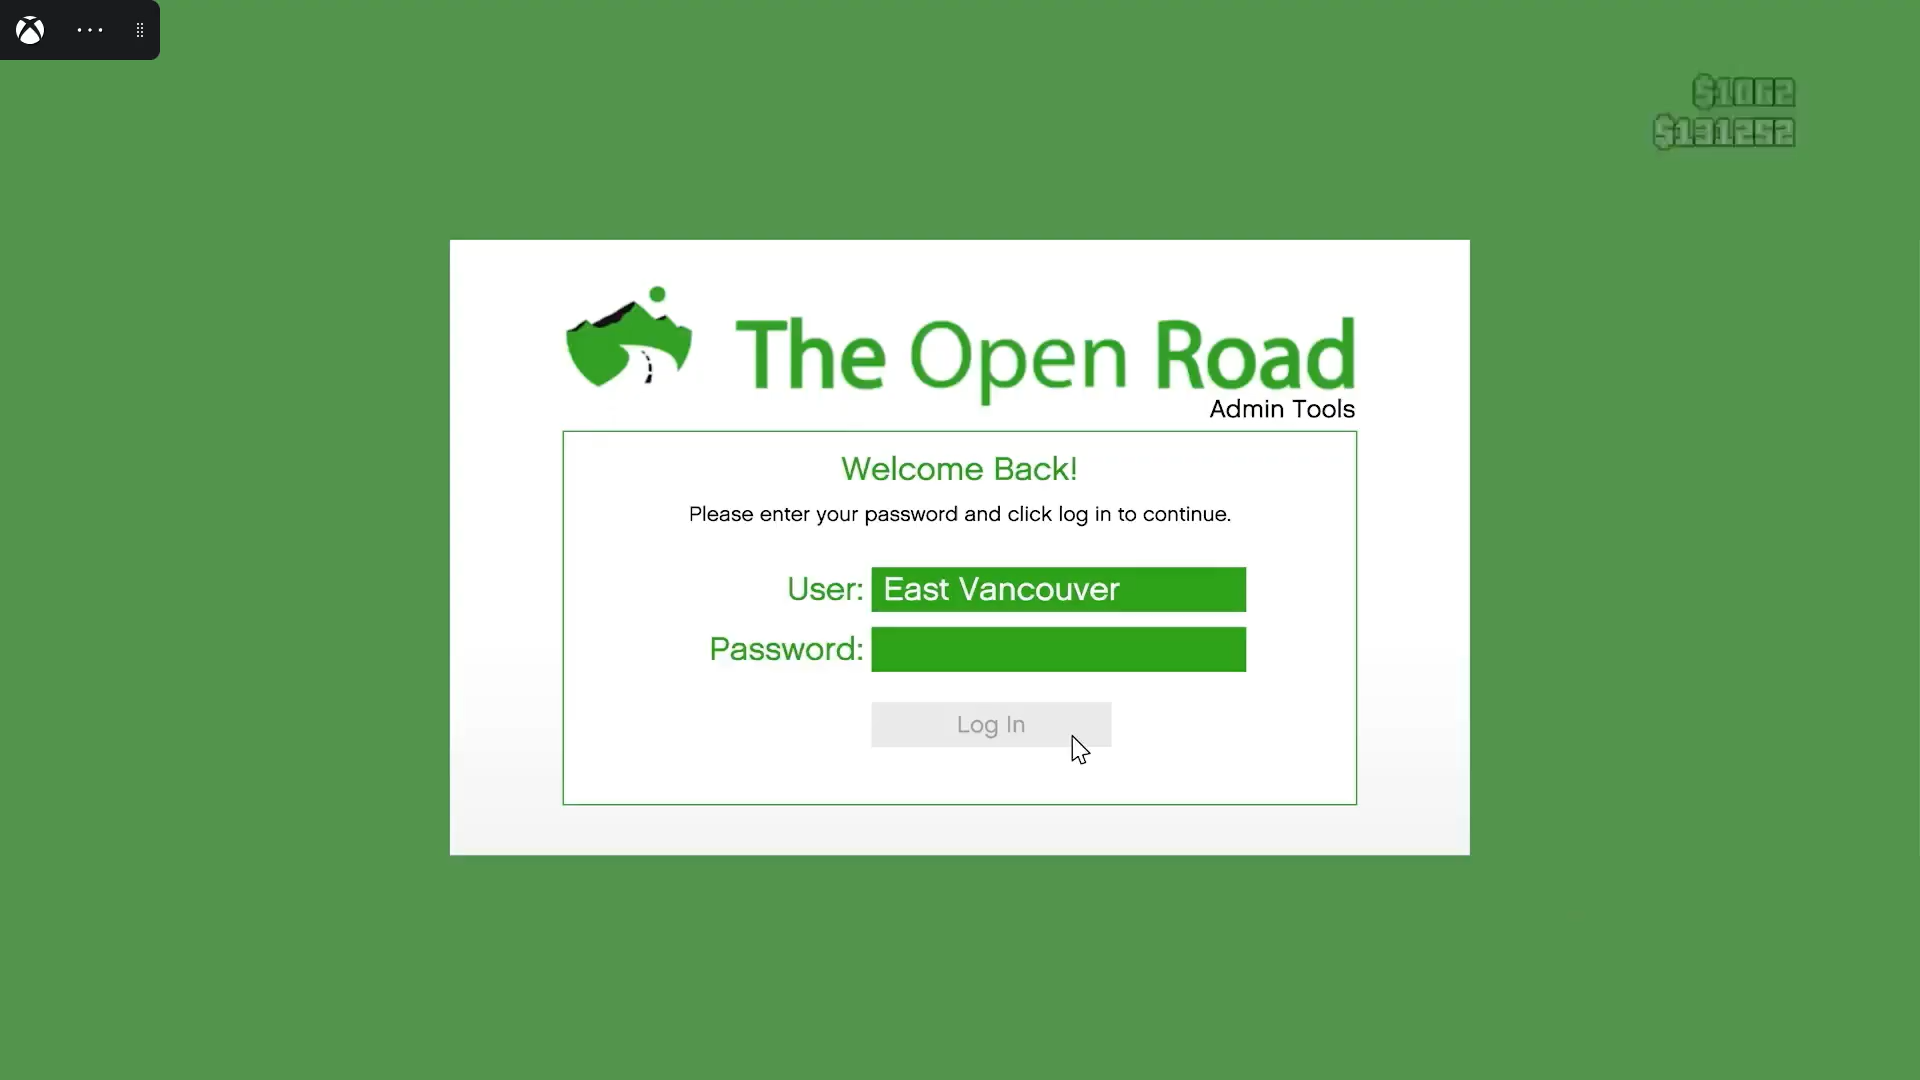 $1062
$131252
The Open Road
Admin Tools
Welcome Back!
Please enter your password and click log in to continue.
User: East Vancouver
Password:
Log In